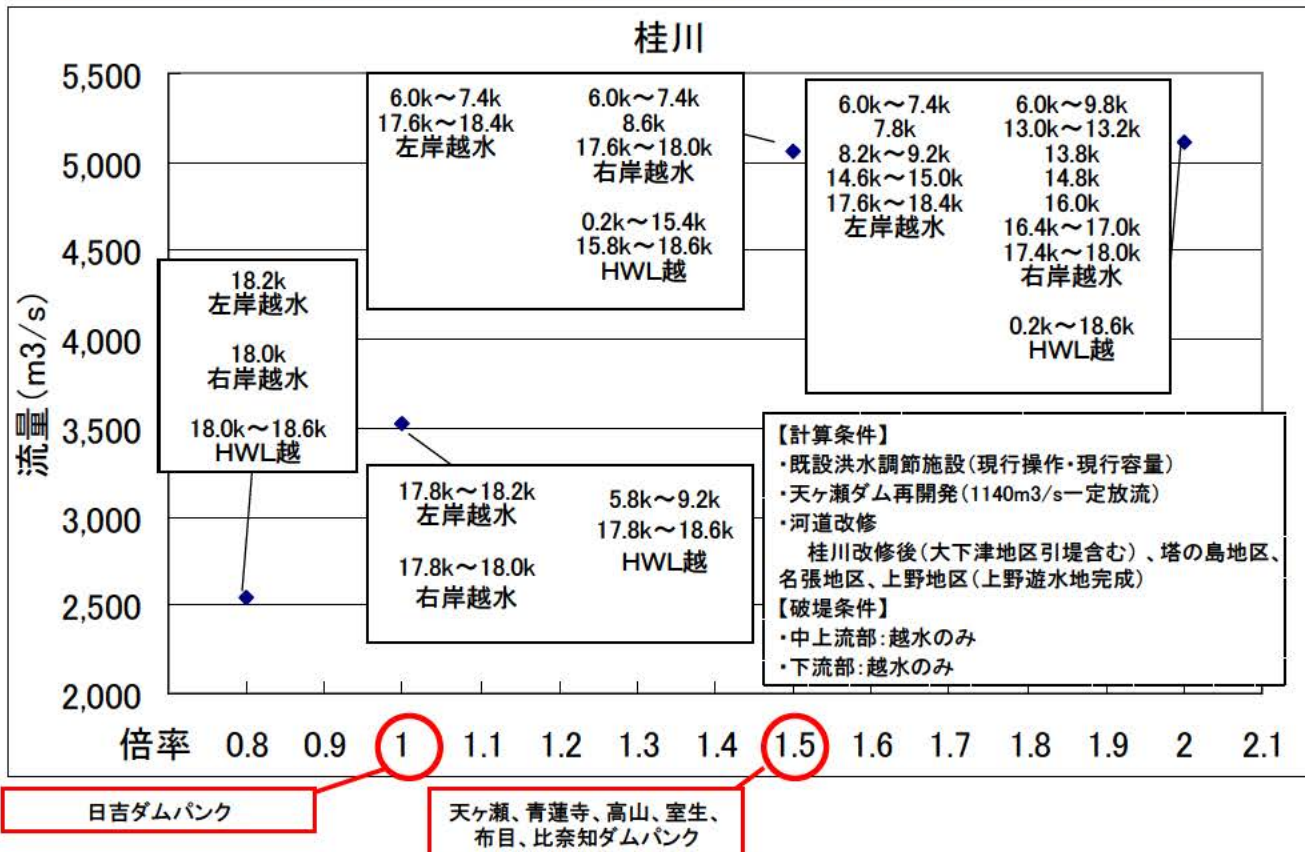 桂川
流量(m3/s)
5,500
5,000
4,500
4,000
3,500
3,000
2,500
2,000
18.2k
左岸越水
18.0k
右岸越水
18.0k～18.6k
HWL越
6.0k～7.4k
17.6k～18.4k
左岸越水
6.0k～7.4k
8.6k
17.6k～18.0k
右岸越水
0.2k～15.4k
15.8k～18.6k
HWL越
6.0k～7.4k
7.8k
8.2k～9.2k
14.6k～15.0k
17.6k～18.4k
左岸越水
6.0k～9.8k
13.0k～13.2k
13.8k
14.8k
16.0k
16.4k～17.0k
17.4k～18.0k
右岸越水
0.2k～18.6k
HWL越
17.8k～18.2k
左岸越水
17.8k～18.0k
右岸越水
5.8k～9.2k
17.8k～18.6k
HWL越
【計算条件】
・既設洪水調節施設(現行操作・現行容量)
・天ヶ瀬ダム再開発(1140m3/s一定放流)
・河道改修
桂川改修後(大下津地区引堤含む)、塔の島地区、
名張地区、上野地区(上野遊水地完成)
【破堤条件】
・中上流部:越水のみ
・下流部:越水のみ
倍率 0.8 0.9 1 1.1 1.2 1.3 1.4 1.5 1.6 1.7 1.8 1.9 2 2.1
日吉ダムパンク
天ヶ瀬、青蓮寺、高山、室生、
布目、比奈知ダムパンク